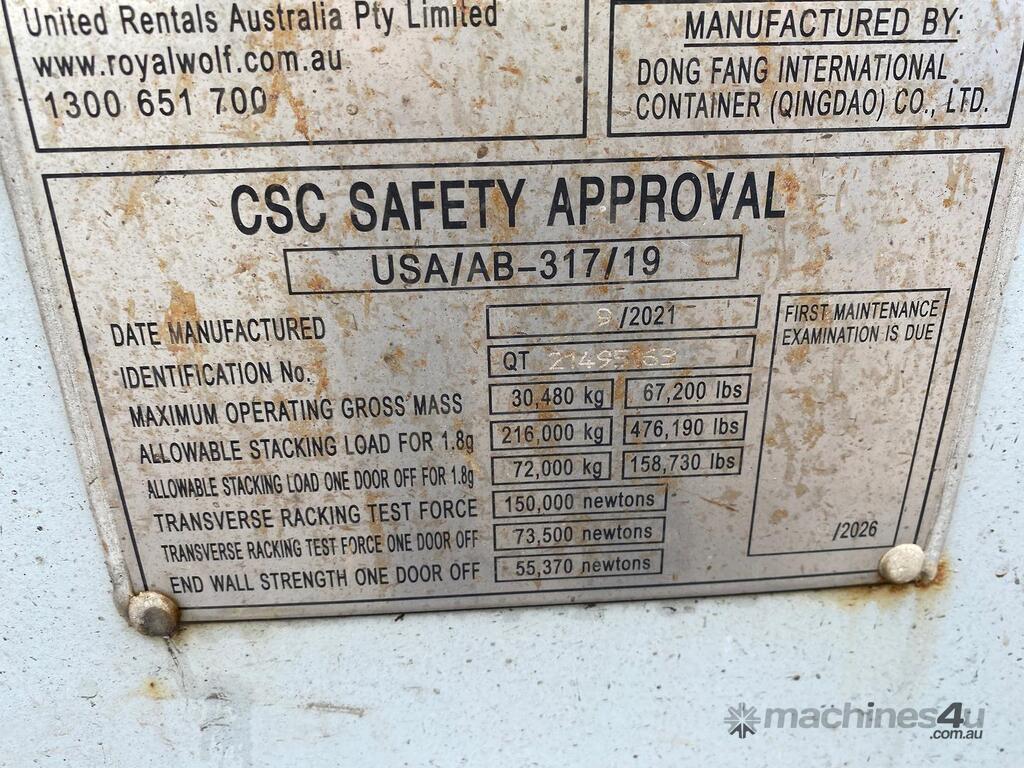 United Rentals Australia Pty Limited
www.royalwolf.com.au
1300 651 700
MANUFACTURED BY:
DONG FANG INTERNATIONAL
CONTAINER (QINGDAO) CO., LTD.
CSC SAFETY APPROVAL
USA/AB-317/19
DATE MANUFACTURED 9/2021
IDENTIFICATION No. QT
MAXIMUM OPERATING GROSS MASS 30,480 kg 67,200 lbs
ALLOWABLE STACKING LOAD FOR 1.8g 216,000 kg 476,190 lbs
ALLOWABLE STACKING LOAD ONE DOOR OFF FOR 1.8g 72,000 kg 158,730 lbs
TRANSVERSE RACKING TEST FORCE 150,000 newtons
TRANSVERSE RACKING TEST FORCE ONE DOOR OFF 73,500 newtons
END WALL STRENGTH ONE DOOR OFF 55,370 newtons
FIRST MAINTENANCE
EXAMINATION IS DUE
/2026
machines4u
.com.au